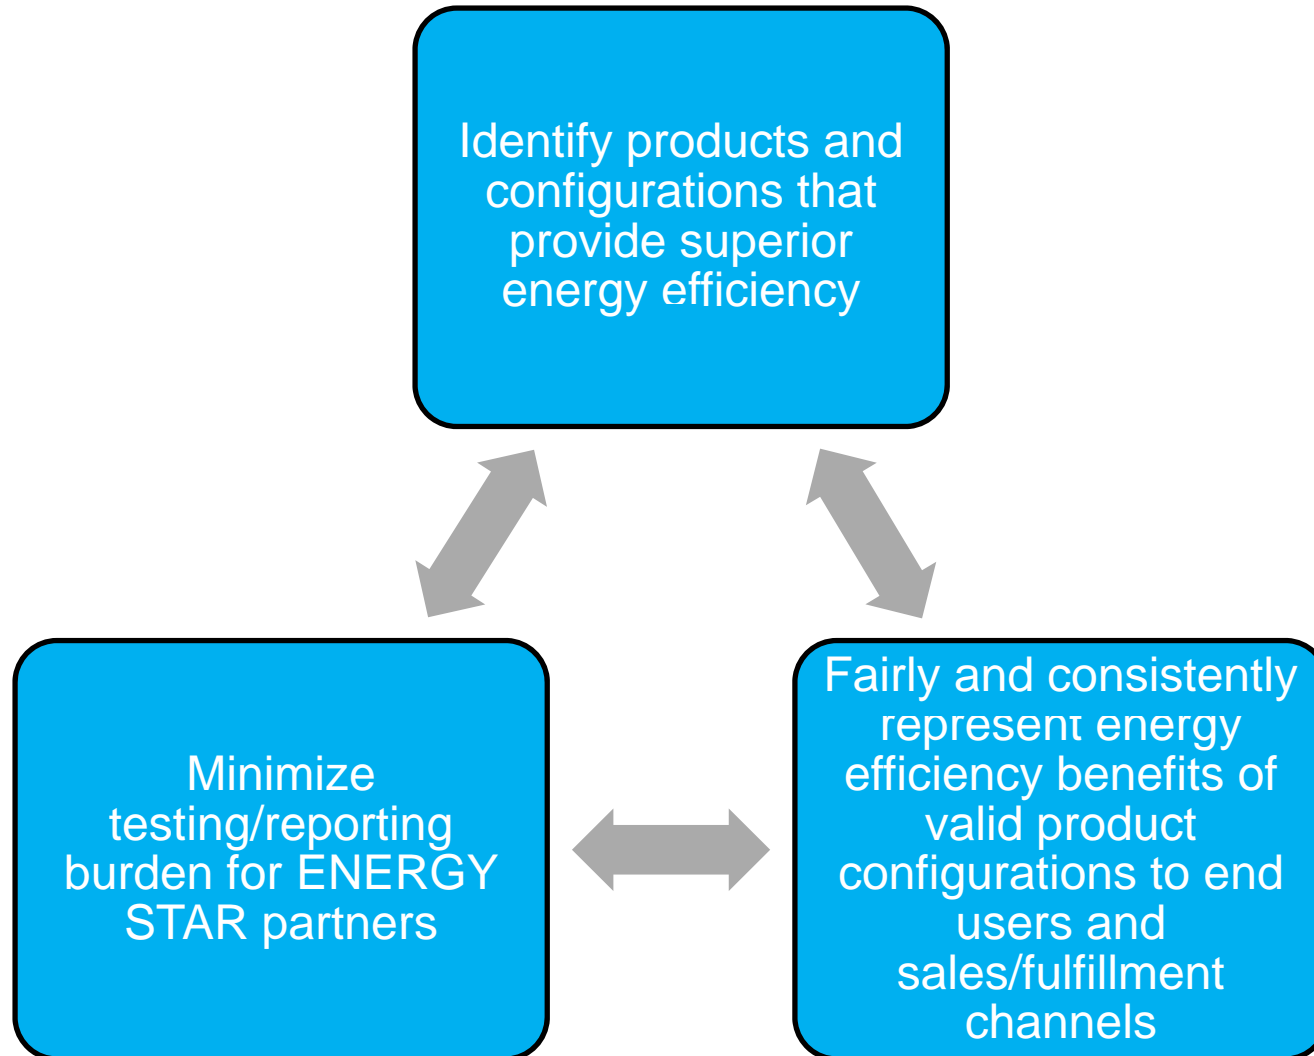 Identify products and
configurations that
provide superior
energy efficiency
Minimize
testing/reporting
burden for ENERGY
STAR partners
Fairly and consistently
represent energy
efficiency benefits of
valid product
configurations to end
users and
sales/fulfillment
channels